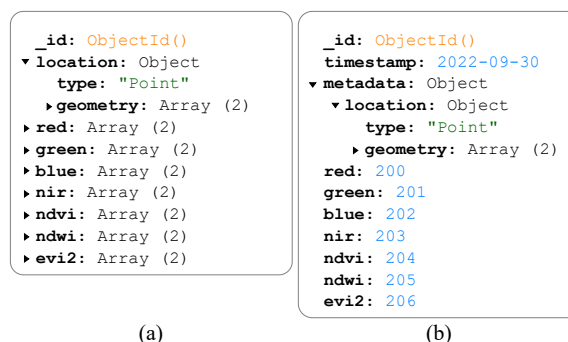 _id: ObjectId()
location: Object
type: "Point"
geometry: Array (2)
red: Array (2)
green: Array (2)
blue: Array (2)
nir: Array (2)
ndvi: Array (2)
ndwi: Array (2)
evi2: Array (2)
(a)
_id: ObjectId()
timestamp: 2022-09-30
metadata: Object
location: Object
type: "Point"
geometry: Array (2)
red: 200
green: 201
blue: 202
nir: 203
ndvi: 204
ndwi: 205
evi2: 206
(b)